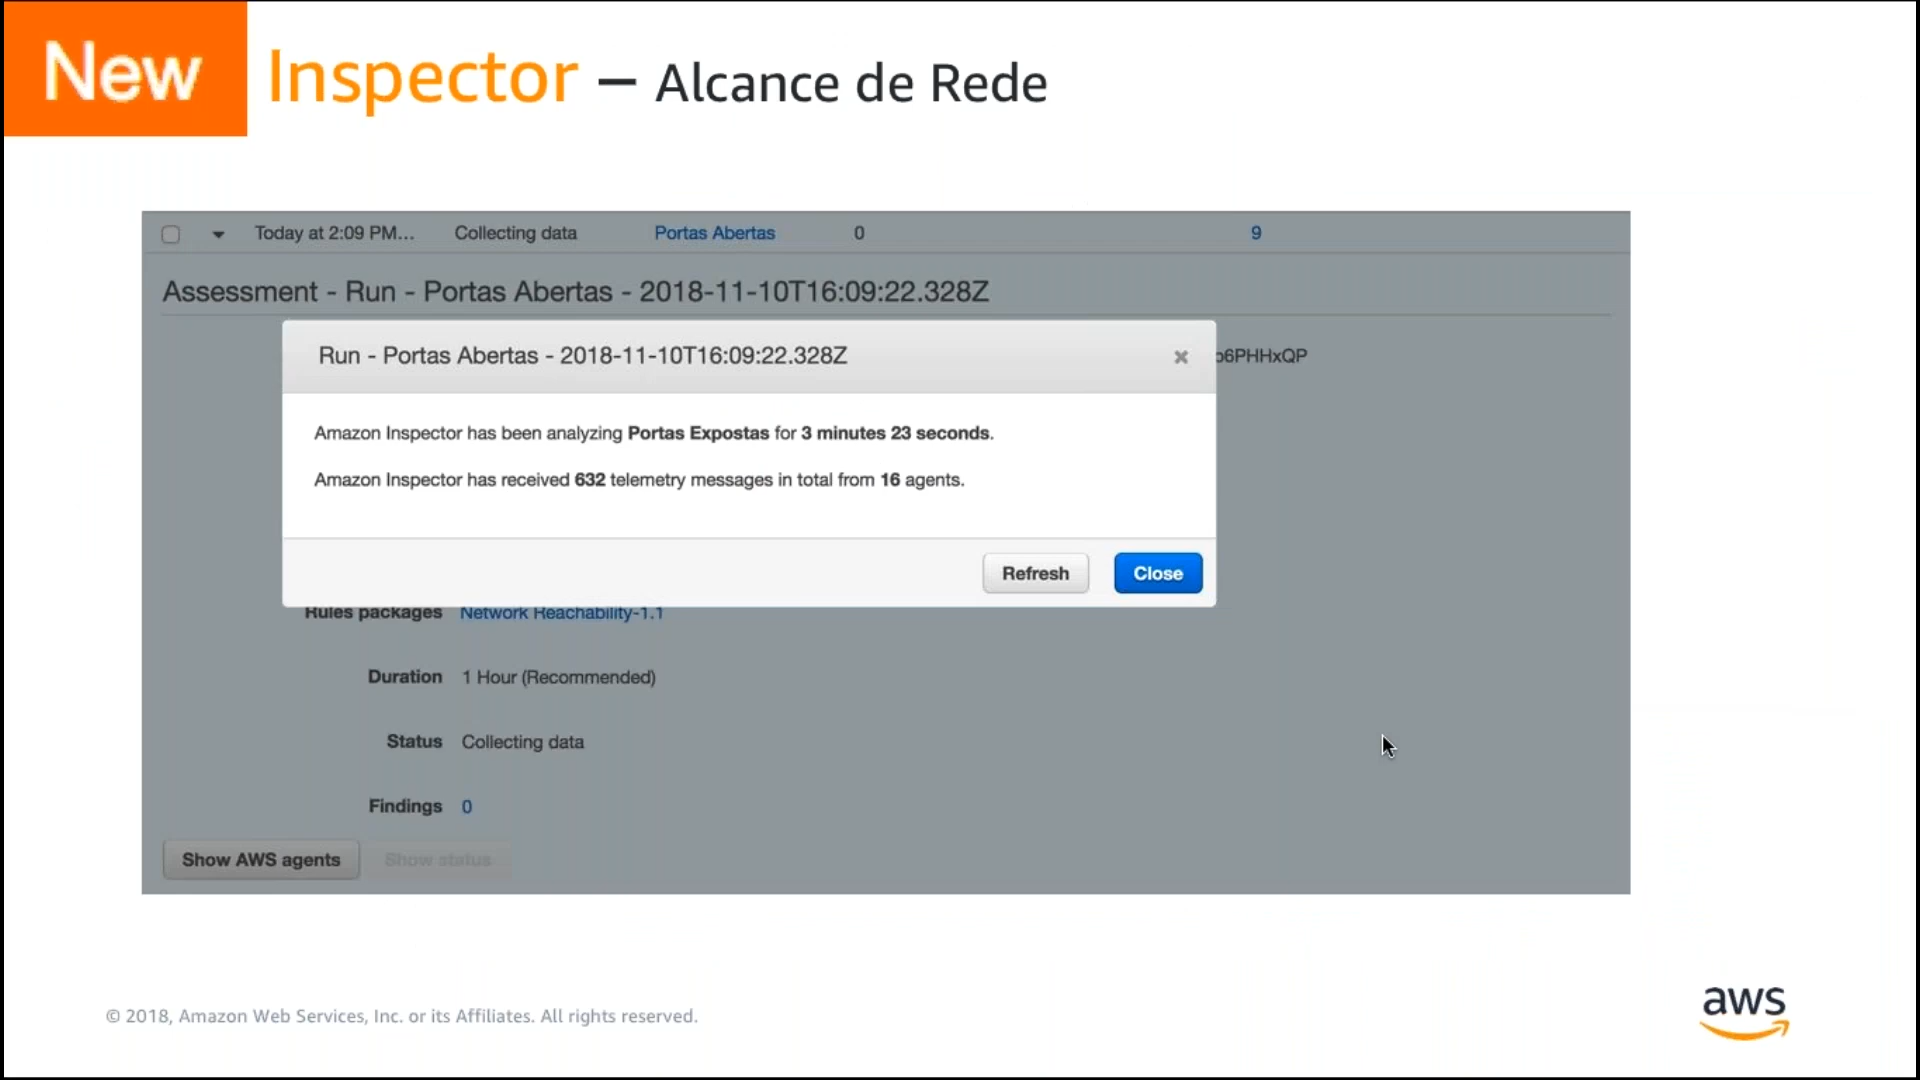 New
Inspector – Alcance de Rede
Today at 2:09 PM... Collecting data Portas Abertas 0 9
Assessment - Run - Portas Abertas - 2018-11-10T16:09:22.328Z
Run - Portas Abertas - 2018-11-10T16:09:22.328Z
6PHHxQP
Amazon Inspector has been analyzing Portas Expostas for 3 minutes 23 seconds.
Amazon Inspector has received 632 telemetry messages in total from 16 agents.
Refresh Close
Rules packages Network Reachability-1.1
Duration 1 Hour (Recommended)
Status Collecting data
Findings 0
Show AWS agents Show status
© 2018, Amazon Web Services, Inc. or its Affiliates. All rights reserved.
aws